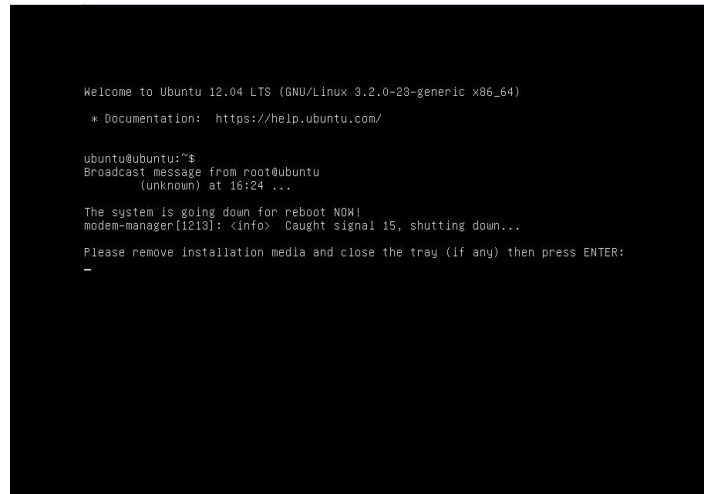 Welcome to Ubuntu 12.04 LTS (GNU/Linux 3.2.0-23-generic x86_64)
* Documentation:  https://help.ubuntu.com/
ubuntu@ubuntu:~$
Broadcast message from root@ubuntu
(unknown) at 16:24 ...
The system is going down for reboot NOW!
modem-manager[1213]: <info>  Caught signal 15, shutting down...
Please remove installation media and close the tray (if any) then press ENTER: